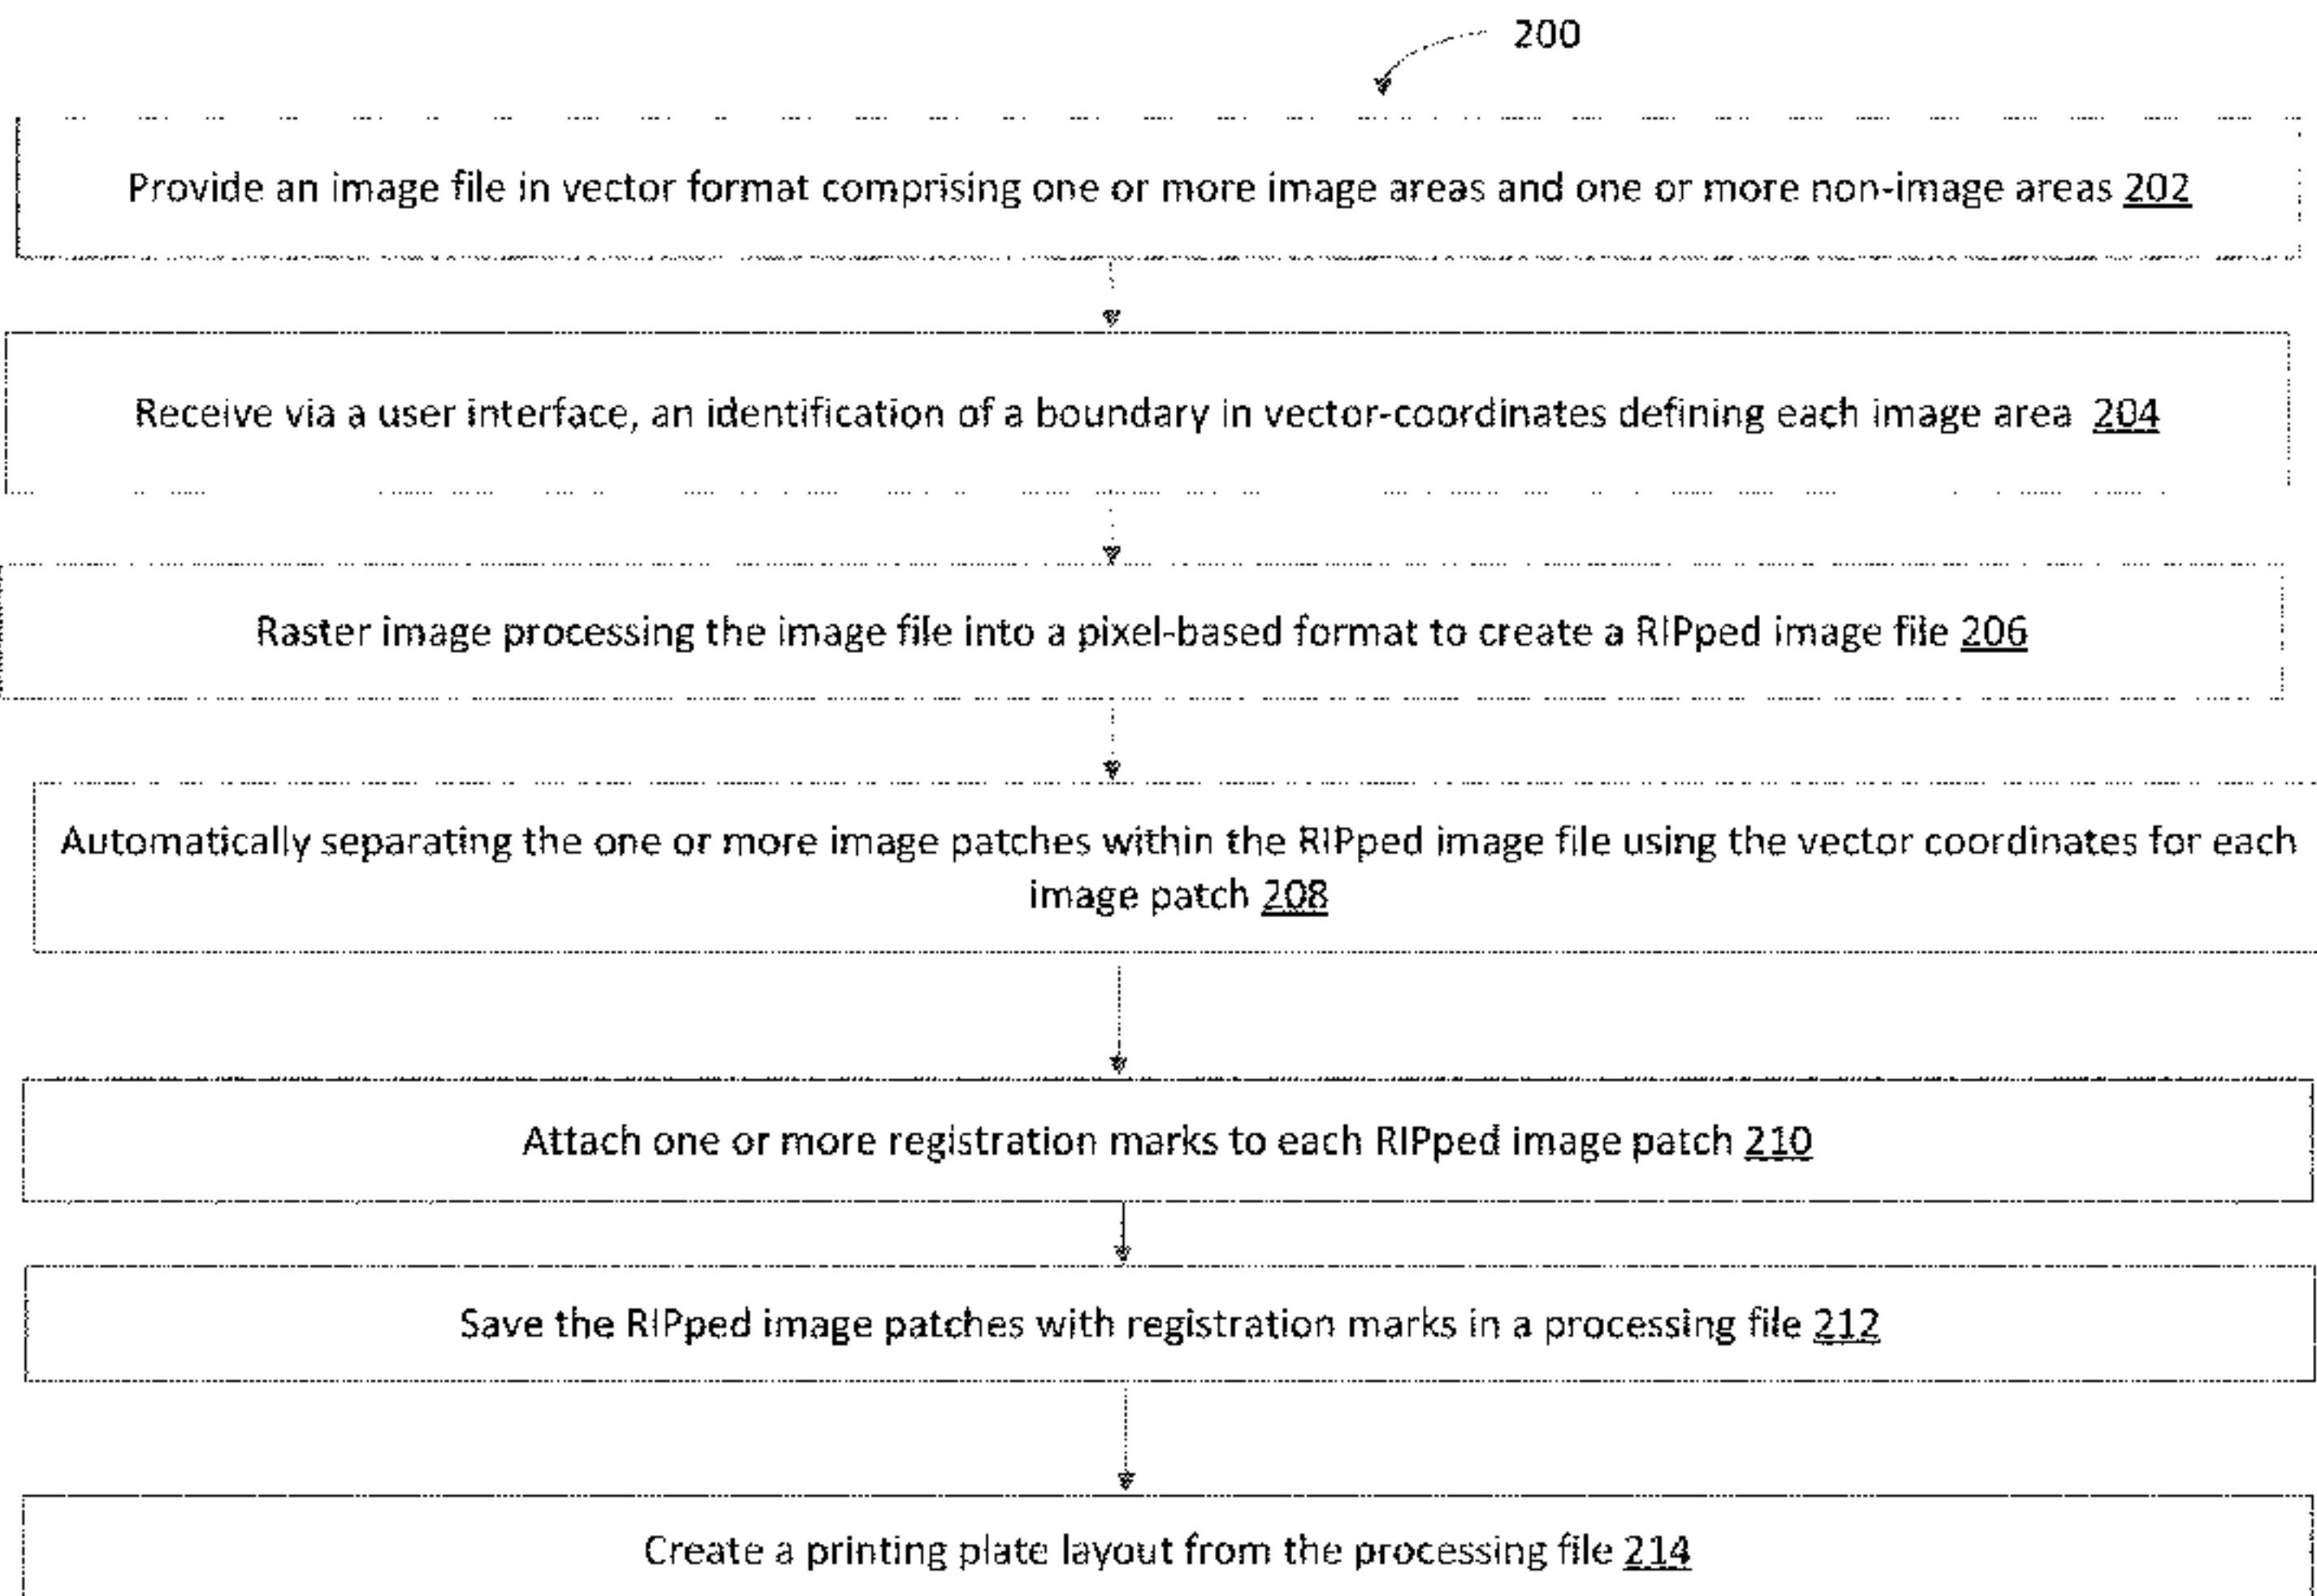 200
Provide an image file in vector format comprising one or more image areas and one or more non-image areas 202
Receive via a user interface, an identification of a boundary in vector-coordinates defining each image area 204
Raster image processing the image file into a pixel-based format to create a RIPped image file 206
Automatically separating the one or more image patches within the RIPped image file using the vector coordinates for each
image patch 208
Attach one or more registration marks to each RIPped image patch 210
Save the RIPped image patches with registration marks in a processing file 212
Create a printing plate layout from the processing file 214